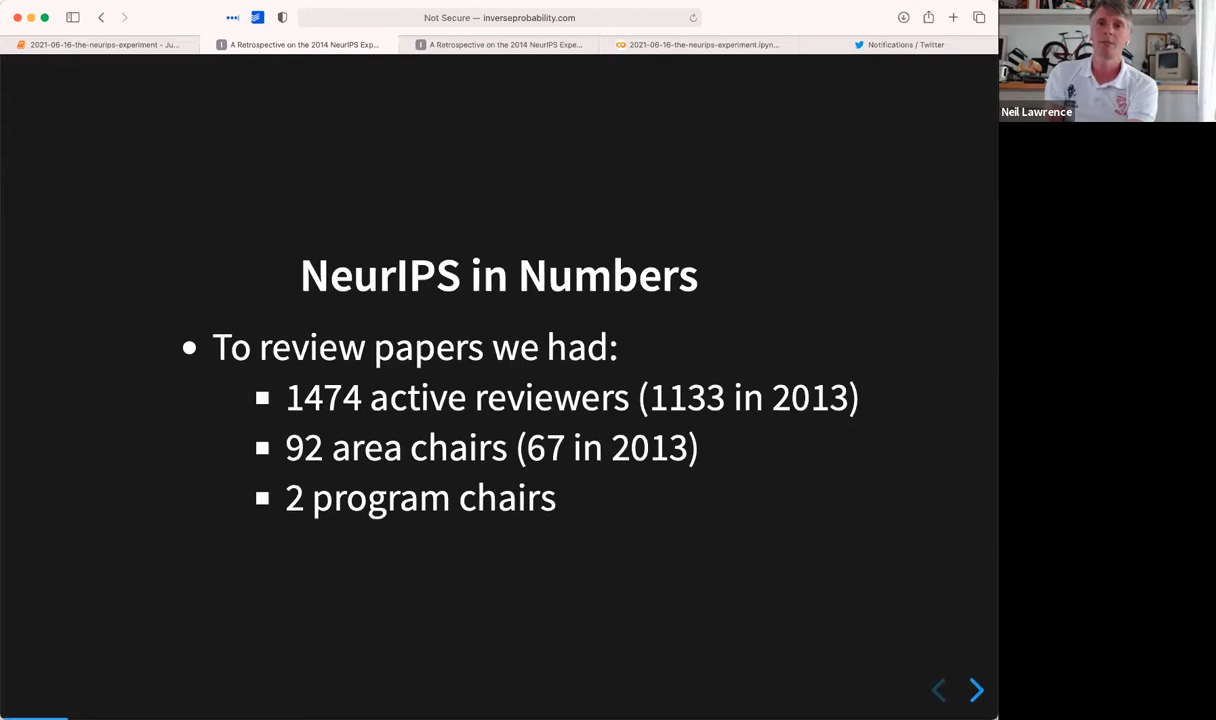 Not Secure — inverseprobability.com
2021-06-16-the-neurips-experiment - Ju...
A Retrospective on the 2014 NeurIPS Exp...
A Retrospective on the 2014 NeurIPS Expe...
2021-06-16-the-neurips-experiment.ipyn...
Notifications / Twitter
Neil Lawrence
NeurIPS in Numbers
• To review papers we had:
▪ 1474 active reviewers (1133 in 2013)
▪ 92 area chairs (67 in 2013)
▪ 2 program chairs